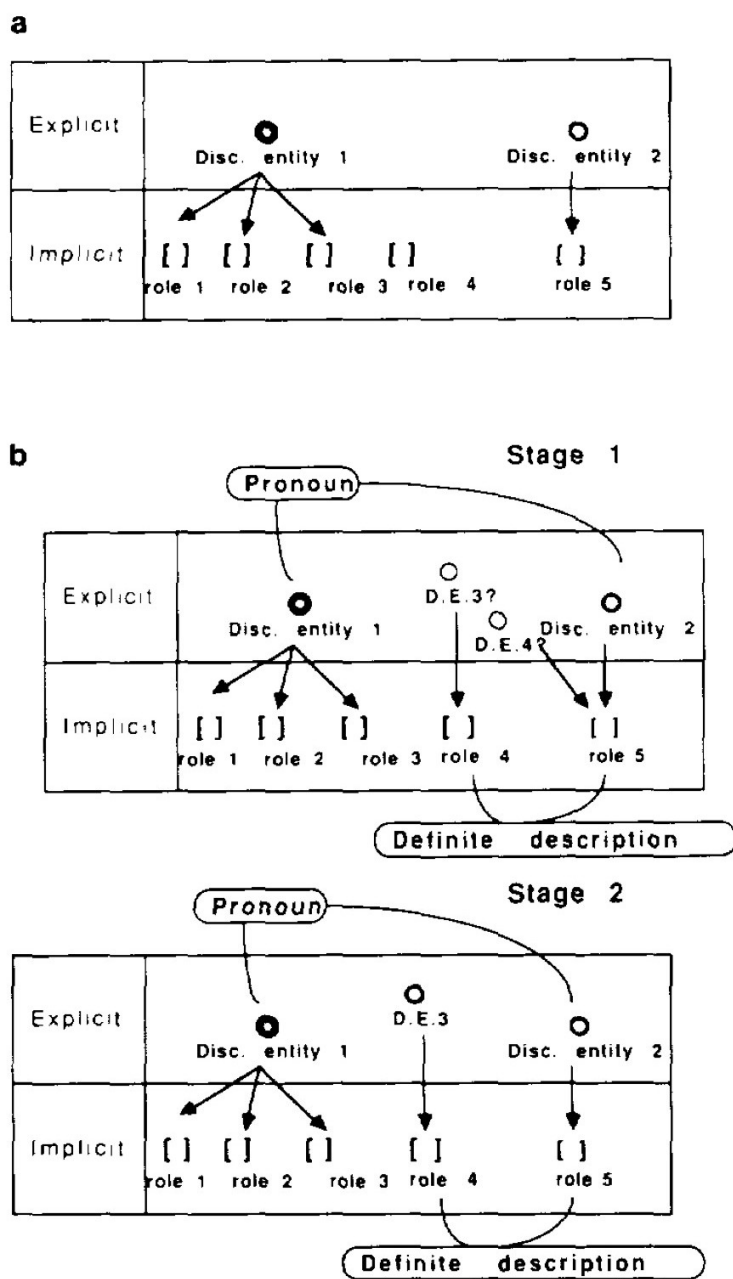 a
Explicit
Disc. entity 1
Disc. entity 2
Implicit
[ ] [ ] [ ] [ ] [ ]
role 1 role 2 role 3 role 4 role 5
b
Stage 1
Pronoun
Explicit
D.E.3?
Disc. entity 1
D.E.4?
Disc. entity 2
Implicit
[ ] [ ] [ ] [ ] [ ]
role 1 role 2 role 3 role 4 role 5
Definite description
Stage 2
Pronoun
Explicit
D.E.3
Disc. entity 1
Disc. entity 2
Implicit
[ ] [ ] [ ] [ ] [ ]
role 1 role 2 role 3 role 4 role 5
Definite description